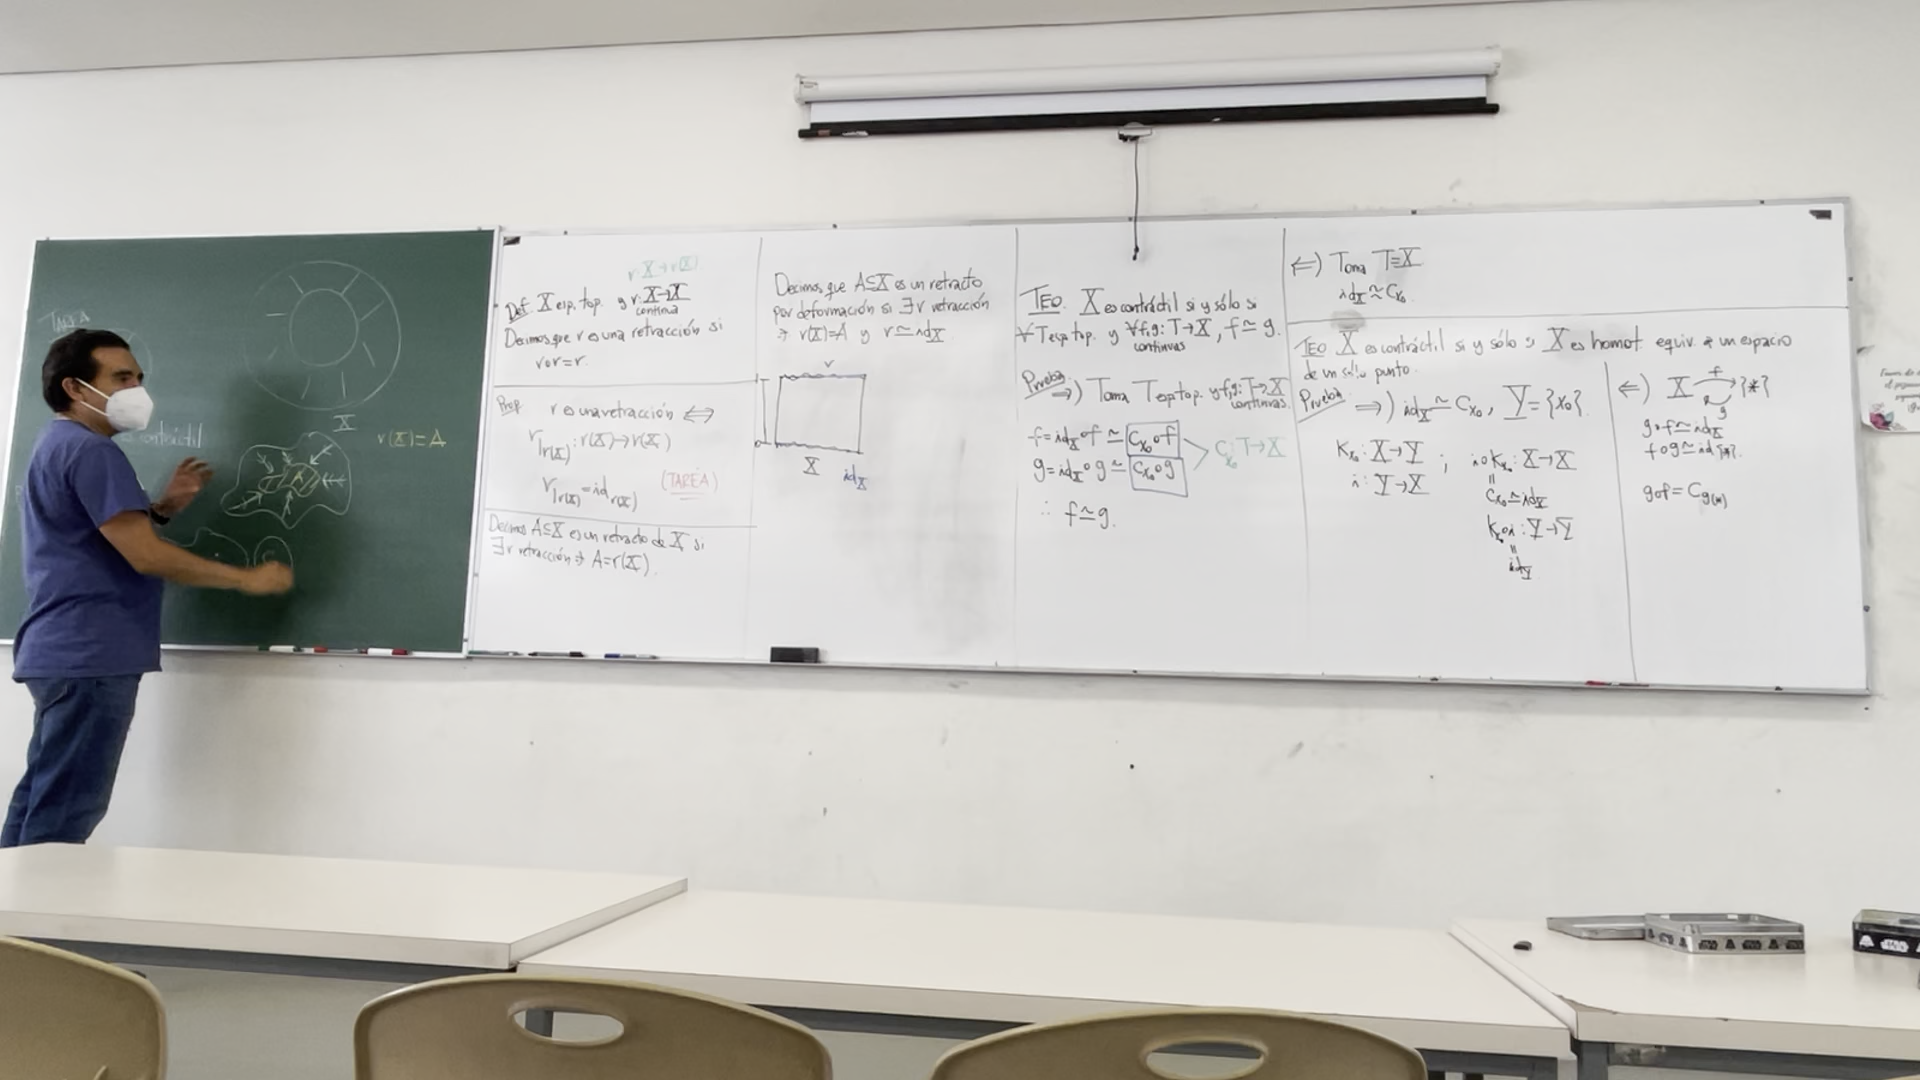 TAREA
contráctil
X
r(X)=A
r: X→r(X)
Def X esp. top. y r: X→X
continua
Decimos que r es una retracción si
r∘r=r.
Prop. r es una retracción ⇔
r|r(X) : r(X)→r(X)
r|r(X) = id r(X)
(TAREA)
Decimos A⊆X es un retracto de X si
∃ r retracción ⇒ A=r(X).
Decimos que A⊆X es un retracto
por deformación si ∃ r retracción
⇒ r(X)=A y r≃idX.
r
X
idX
TEO. X es contráctil si y sólo si
∀ T esp top. y ∀f,g: T→X, f≃g.
continuas
Prueba
⇒) Toma T esp top. y f,g: T→X
continuas.
f=idX∘f ≃ Cx₀∘f
g=idX∘g ≃ Cx₀∘g
Cx₀: T→X
∴ f≃g.
⇐) Toma T=X
idX≃Cx₀.
TEO X es contráctil si y sólo si X es homot. equiv. a un espacio
de un sólo punto.
Prueba
⇒) idX≃Cx₀, Y={x₀}.
Kx₀: X→Y ; i∘Kx₀: X→X
i: Y→X
=
Cx₀≃idX
Kx₀∘i: Y→Y
=
idY
⇐) X {*}
f
g
g∘f≃idX
f∘g≃id{*}.
g∘f=Cg(*)
STAR WARS